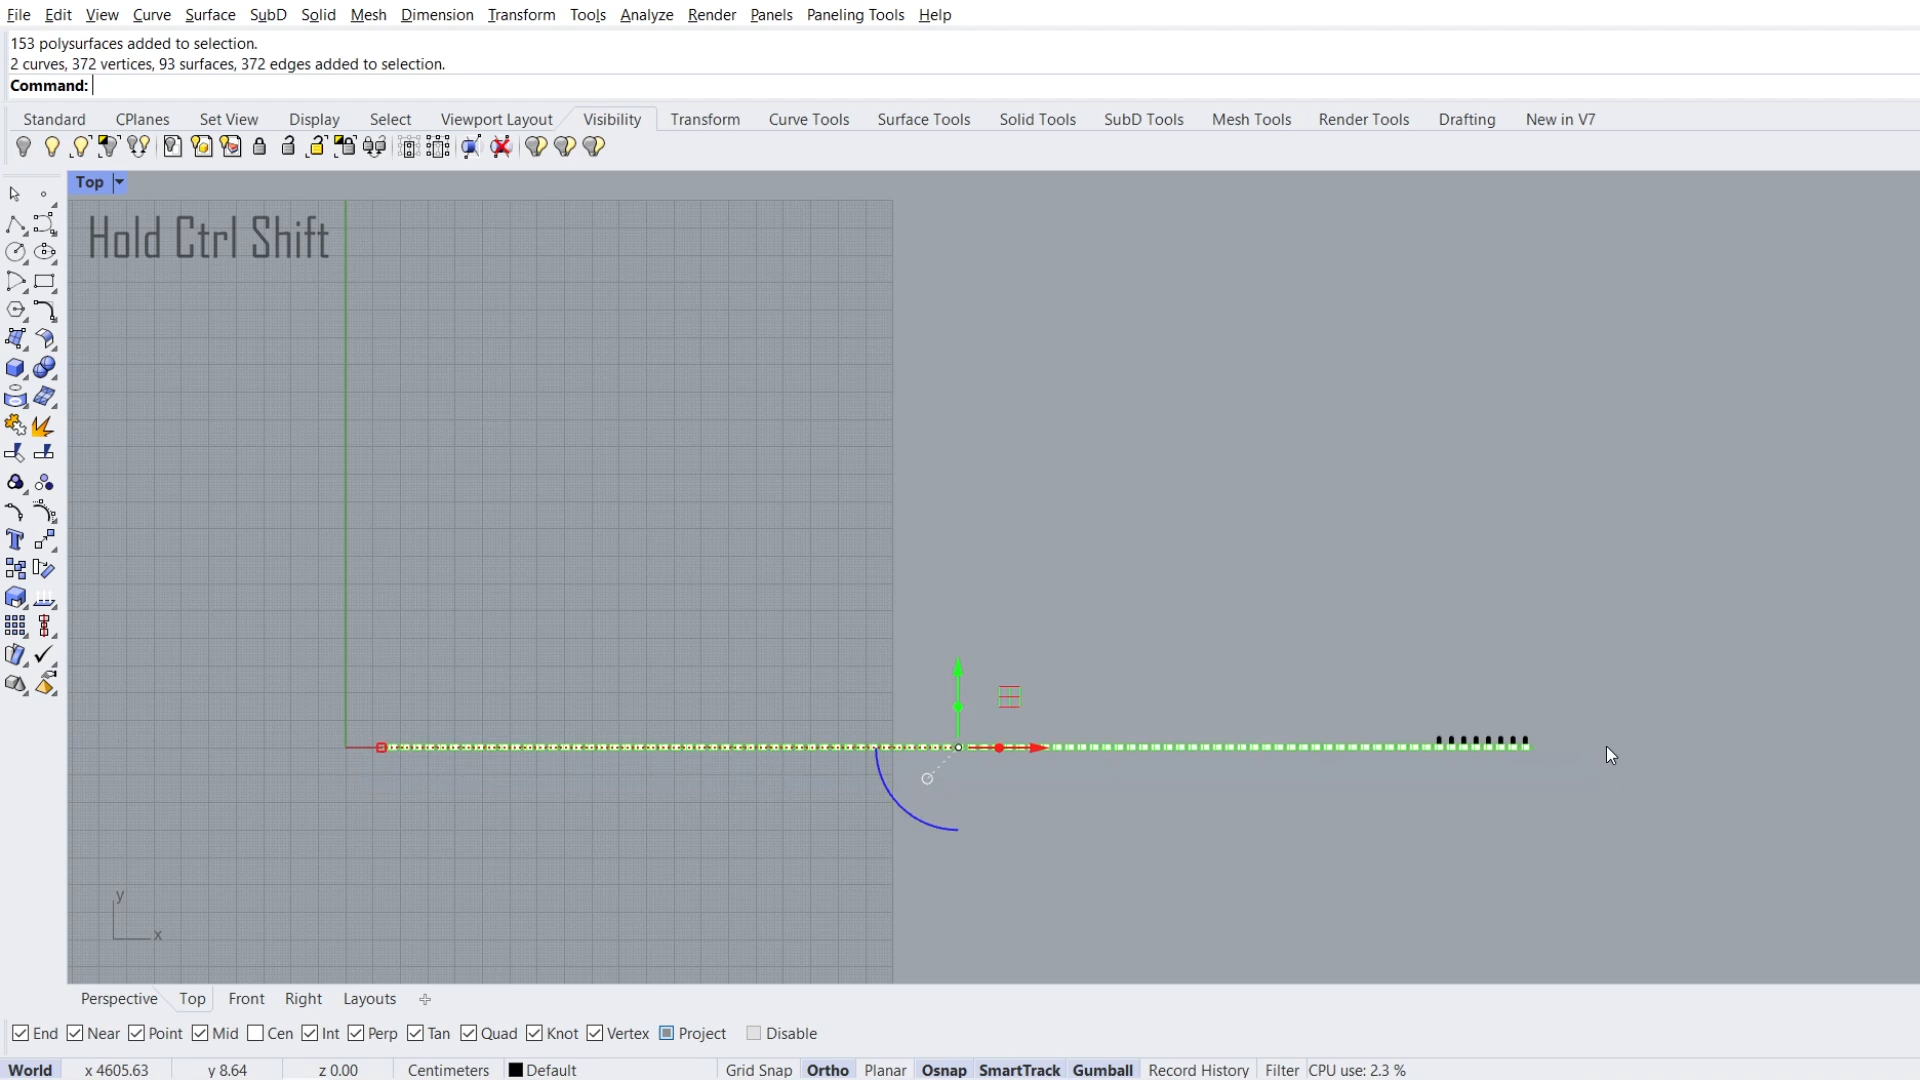 File Edit View Curve Surface SubD Solid Mesh Dimension Transform Tools Analyze Render Panels Paneling Tools Help
153 polysurfaces added to selection.
2 curves, 372 vertices, 93 surfaces, 372 edges added to selection.
Command:
Standard CPlanes Set View Display Select Viewport Layout Visibility Transform Curve Tools Surface Tools Solid Tools SubD Tools Mesh Tools Render Tools Drafting New in V7
Top
Hold Ctrl Shift
y
x
Perspective Top Front Right Layouts
End Near Point Mid Cen Int Perp Tan Quad Knot Vertex Project Disable
World x 4605.63 y 8.64 z 0.00 Centimeters Default Grid Snap Ortho Planar Osnap SmartTrack Gumball Record History Filter CPU use: 2.3 %